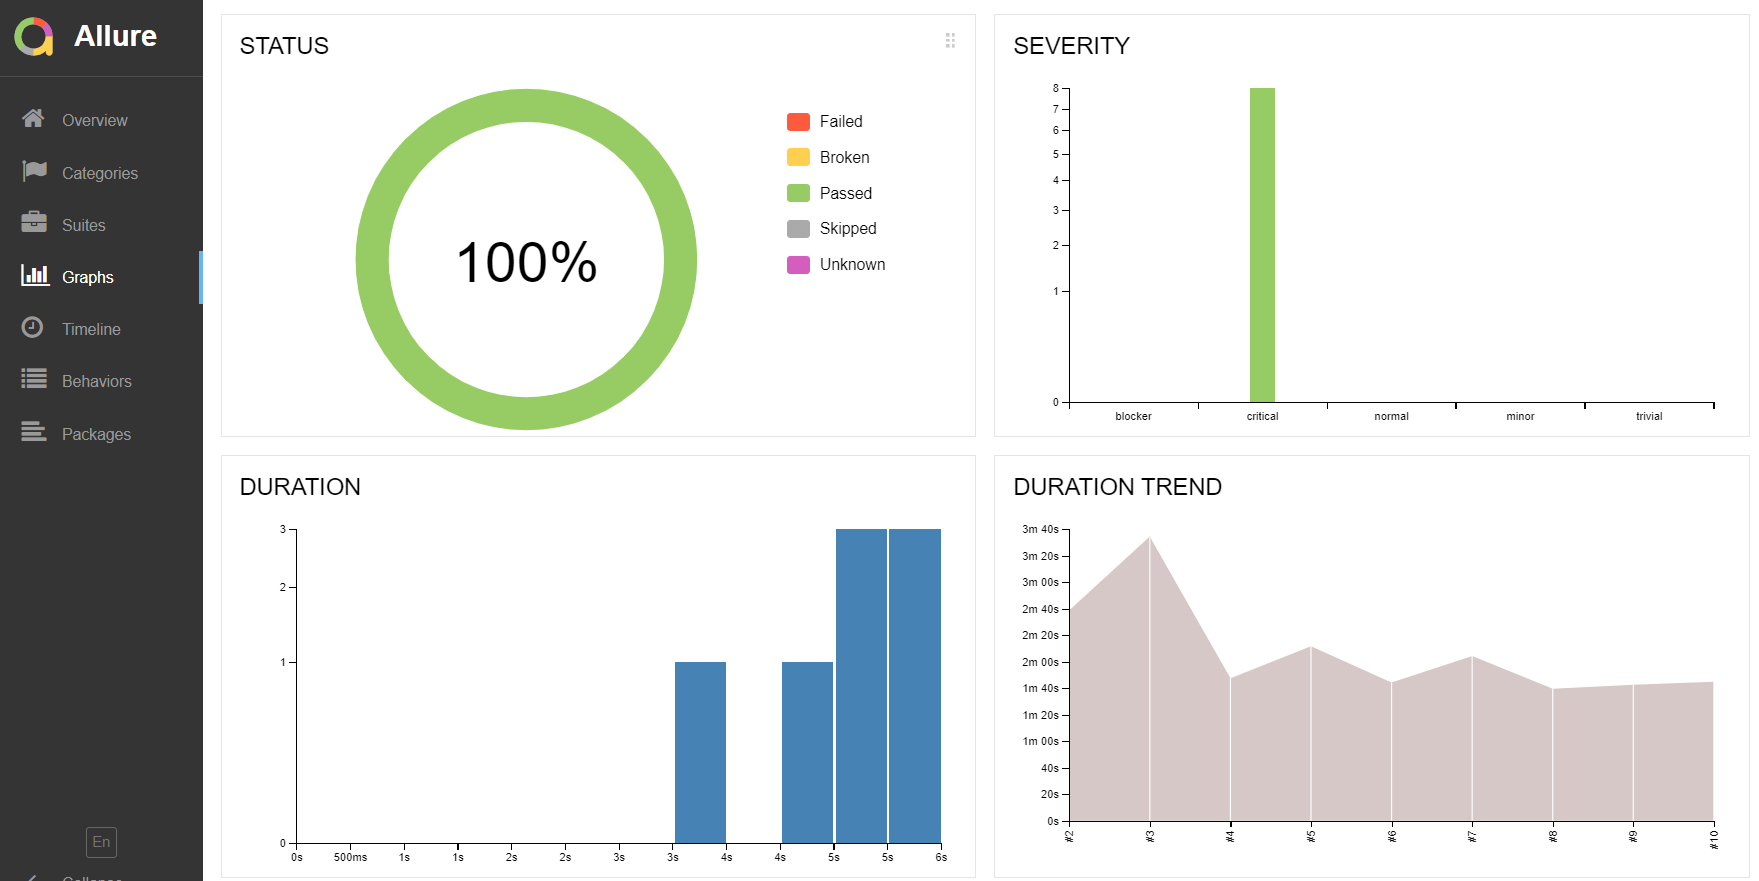 Allure
Overview
Categories
Suites
Graphs
Timeline
Behaviors
Packages
En
Collapse
STATUS
100%
Failed
Broken
Passed
Skipped
Unknown
SEVERITY
8
7
6
5
4
3
2
1
0
blocker critical normal minor trivial
DURATION
3
2
1
0
0s 500ms 1s 1s 2s 2s 3s 3s 4s 4s 5s 5s 6s
DURATION TREND
3m 40s
3m 20s
3m 00s
2m 40s
2m 20s
2m 00s
1m 40s
1m 20s
1m 00s
40s
20s
0s
#2 #3 #4 #5 #6 #7 #8 #9 #10